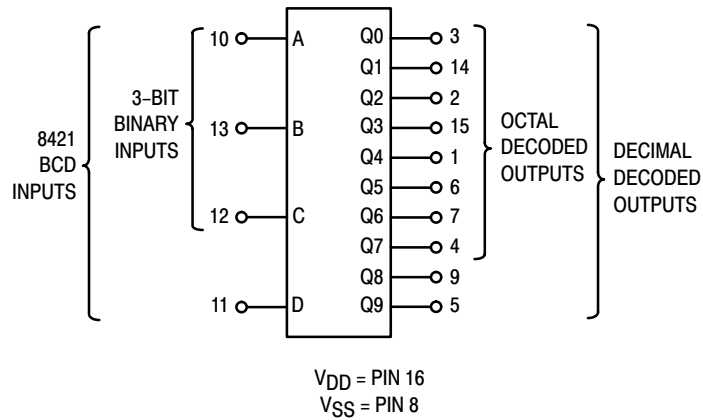 10 A Q0 3
Q1 14
3–BIT
BINARY
INPUTS
Q2 2
8421
BCD
INPUTS
13 B Q3 15
OCTAL
DECODED
OUTPUTS
DECIMAL
DECODED
OUTPUTS
Q4 1
Q5 6
12 C Q6 7
Q7 4
Q8 9
11 D Q9 5
VDD = PIN 16
VSS = PIN 8